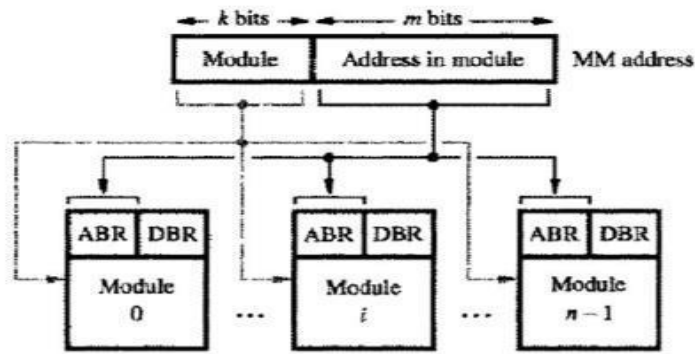 k bits m bits
Module Address in module MM address
ABR DBR ABR DBR ABR DBR
Module Module Module
0 ... i ... n − 1